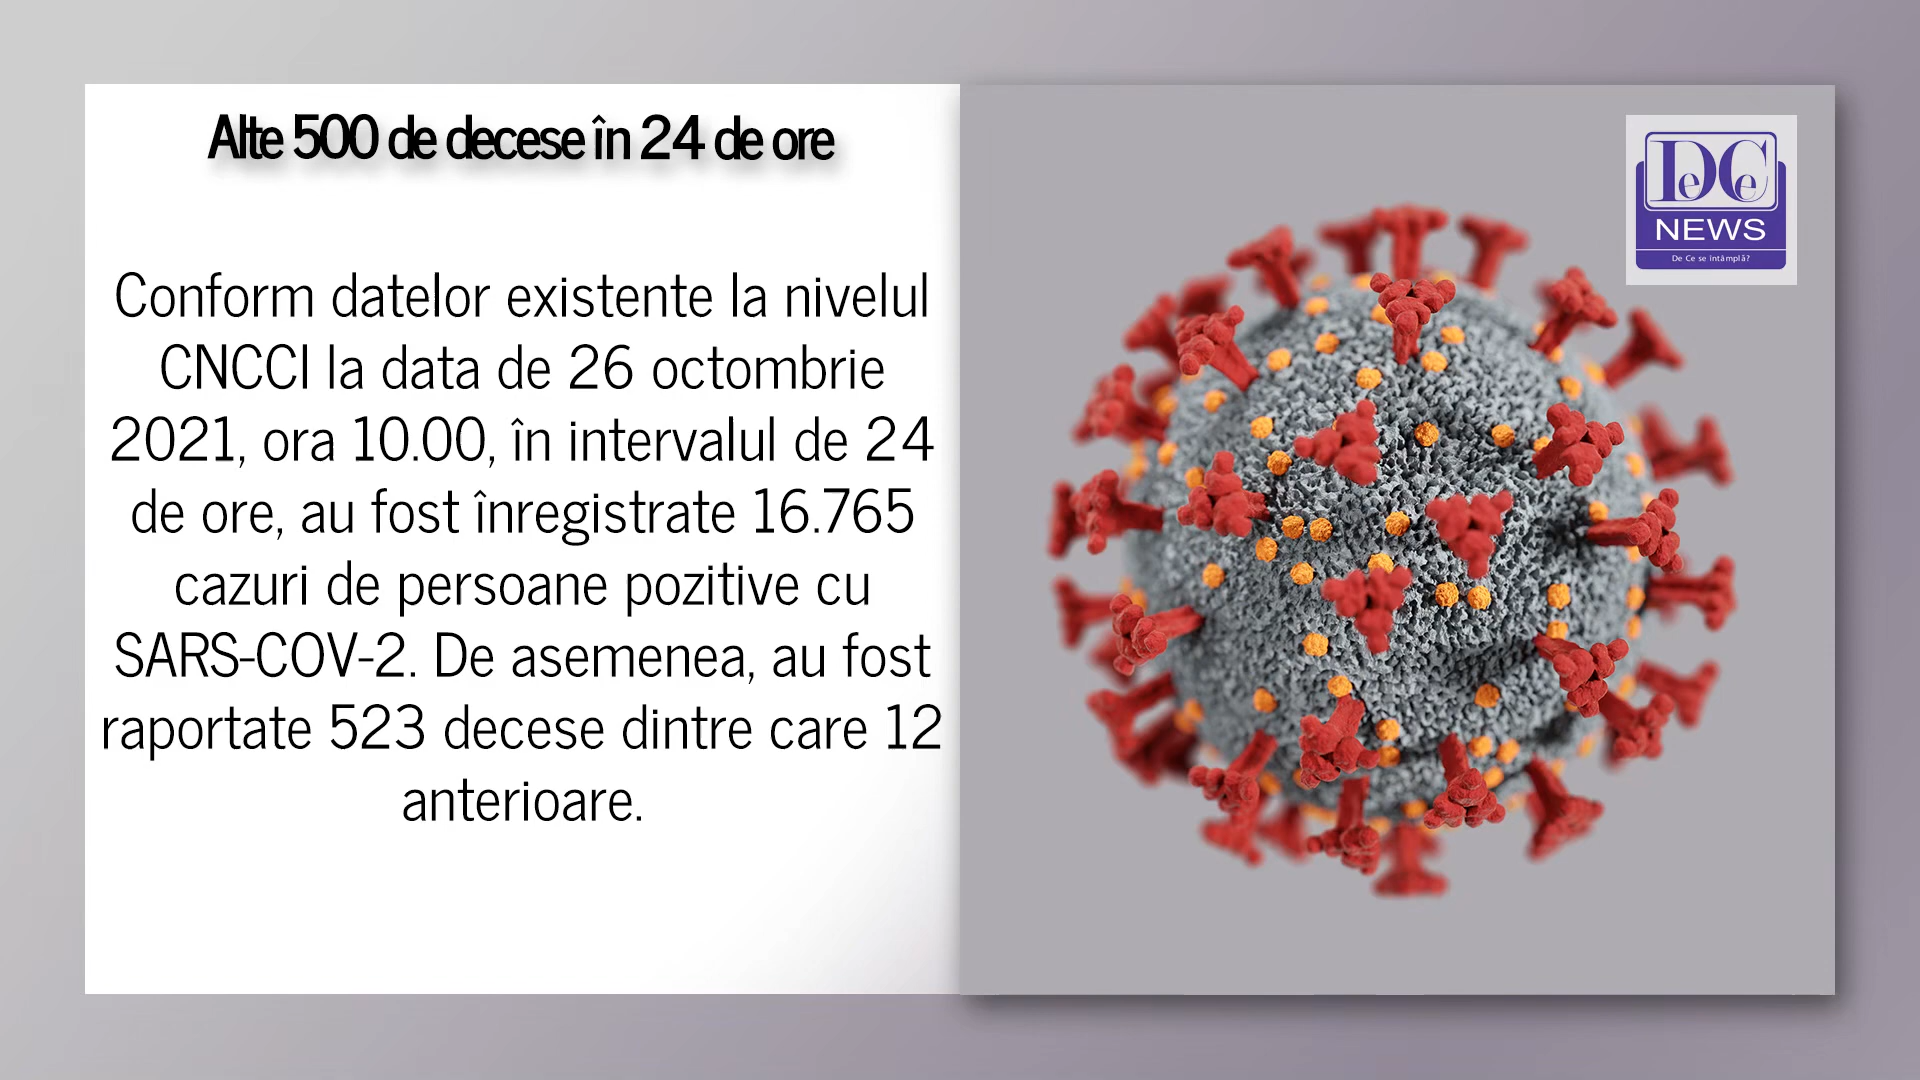 Alte 500 de decese în 24 de ore
Conform datelor existente la nivelul
CNCCI la data de 26 octombrie
2021, ora 10.00, în intervalul de 24
de ore, au fost înregistrate 16.765
cazuri de persoane pozitive cu
SARS-COV-2. De asemenea, au fost
raportate 523 decese dintre care 12
anterioare.
DeCe
NEWS
De Ce se întâmplă?